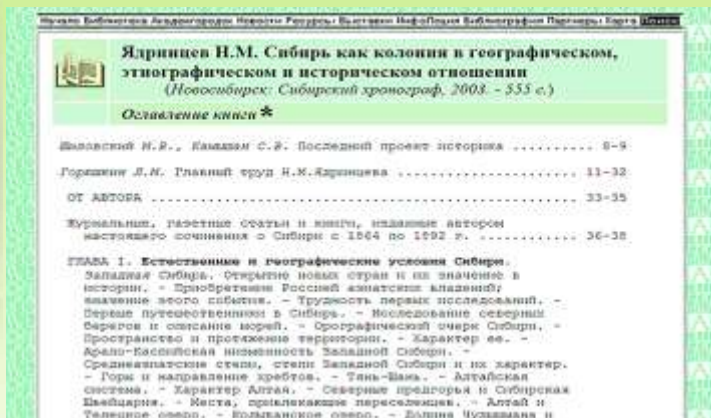 Начало Библиотека Академгородок Новости Ресурсы Выставки ИнфоЛоция Библиография Партнеры Карта Поиск
Ядринцев Н.М. Сибирь как колония в географическом,
этнографическом и историческом отношении
(Новосибирск: Сибирский хронограф, 2003. - 555 с.)
Оглавление книги *
Шиловский М.В., Камышан С.В. Последний проект историка .......... 8-9
Горюшкин Л.М. Главный труд Н.М.Ядринцева ...................... 11-32
ОТ АВТОРА .................................................... 33-35
Журнальные, газетные статьи и книги, изданные автором
настоящего сочинения о Сибири с 1864 по 1892 г. ............ 36-38
ГЛАВА I. Естественные и географические условия Сибири.
Западная Сибирь. Открытие новых стран и их значение в
истории. - Приобретение Россией азиатских владений;
значение этого события. - Трудность первых исследований. -
Первые путешественники в Сибирь. - Исследование северных
берегов и описание морей. - Орографический очерк Сибири. -
Пространство и протяжение территории. - Характер ее. -
Арало-Каспийская низменность Западной Сибири. -
Среднеазиатские степи, степи Западной Сибири и их характер.
- Горы и направление хребтов. - Тянь-Шань. - Алтайская
система. - Характер Алтая. - Северные предгорья и Сибирская
Швейцария. - Места, привлекающие переселенцев. - Алтай и
Телецкое озеро. - Колыванское озеро. - Долина Чулышмана и